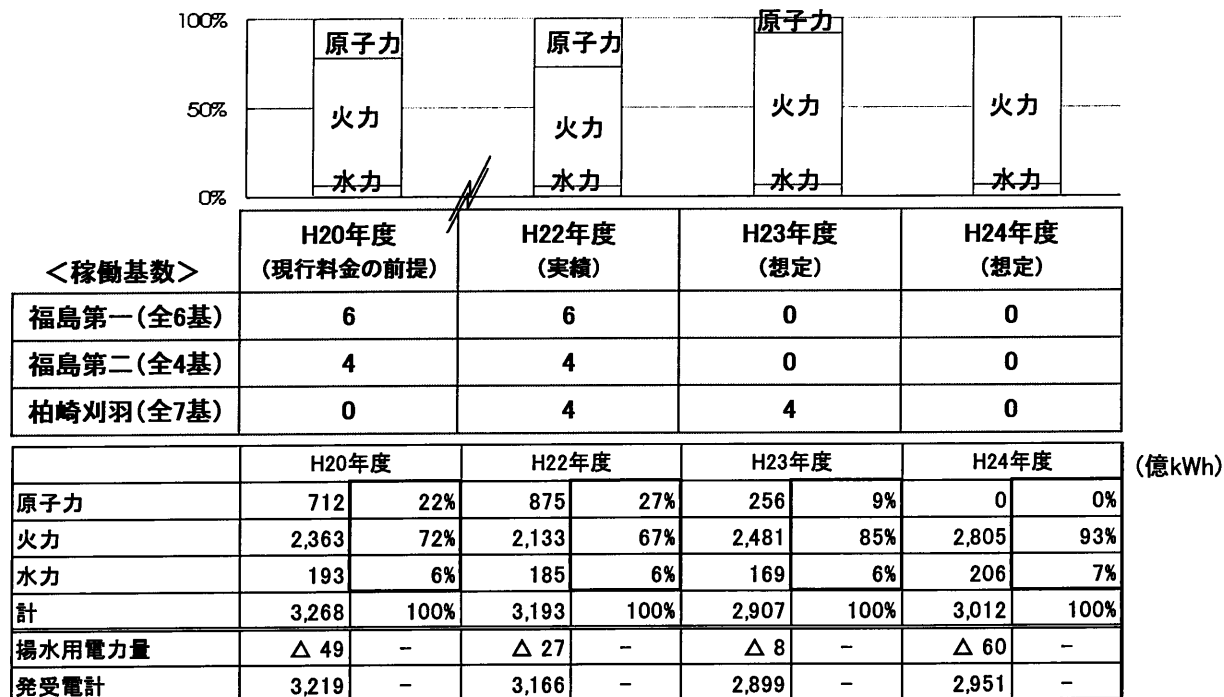 100%
50%
0%
原子力 原子力 原子力
火力 火力 火力 火力
水力 水力 水力 水力
<稼働基数> H20年度 (現行料金の前提) H22年度 (実績) H23年度 (想定) H24年度 (想定)
福島第一(全6基) 6 6 0 0
福島第二(全4基) 4 4 0 0
柏崎刈羽(全7基) 0 4 4 0
H20年度 H22年度 H23年度 H24年度 (億kWh)
原子力 712 22% 875 27% 256 9% 0 0%
火力 2,363 72% 2,133 67% 2,481 85% 2,805 93%
水力 193 6% 185 6% 169 6% 206 7%
計 3,268 100% 3,193 100% 2,907 100% 3,012 100%
揚水用電力量 △ 49 − △ 27 − △ 8 − △ 60 −
発受電計 3,219 − 3,166 − 2,899 − 2,951 −